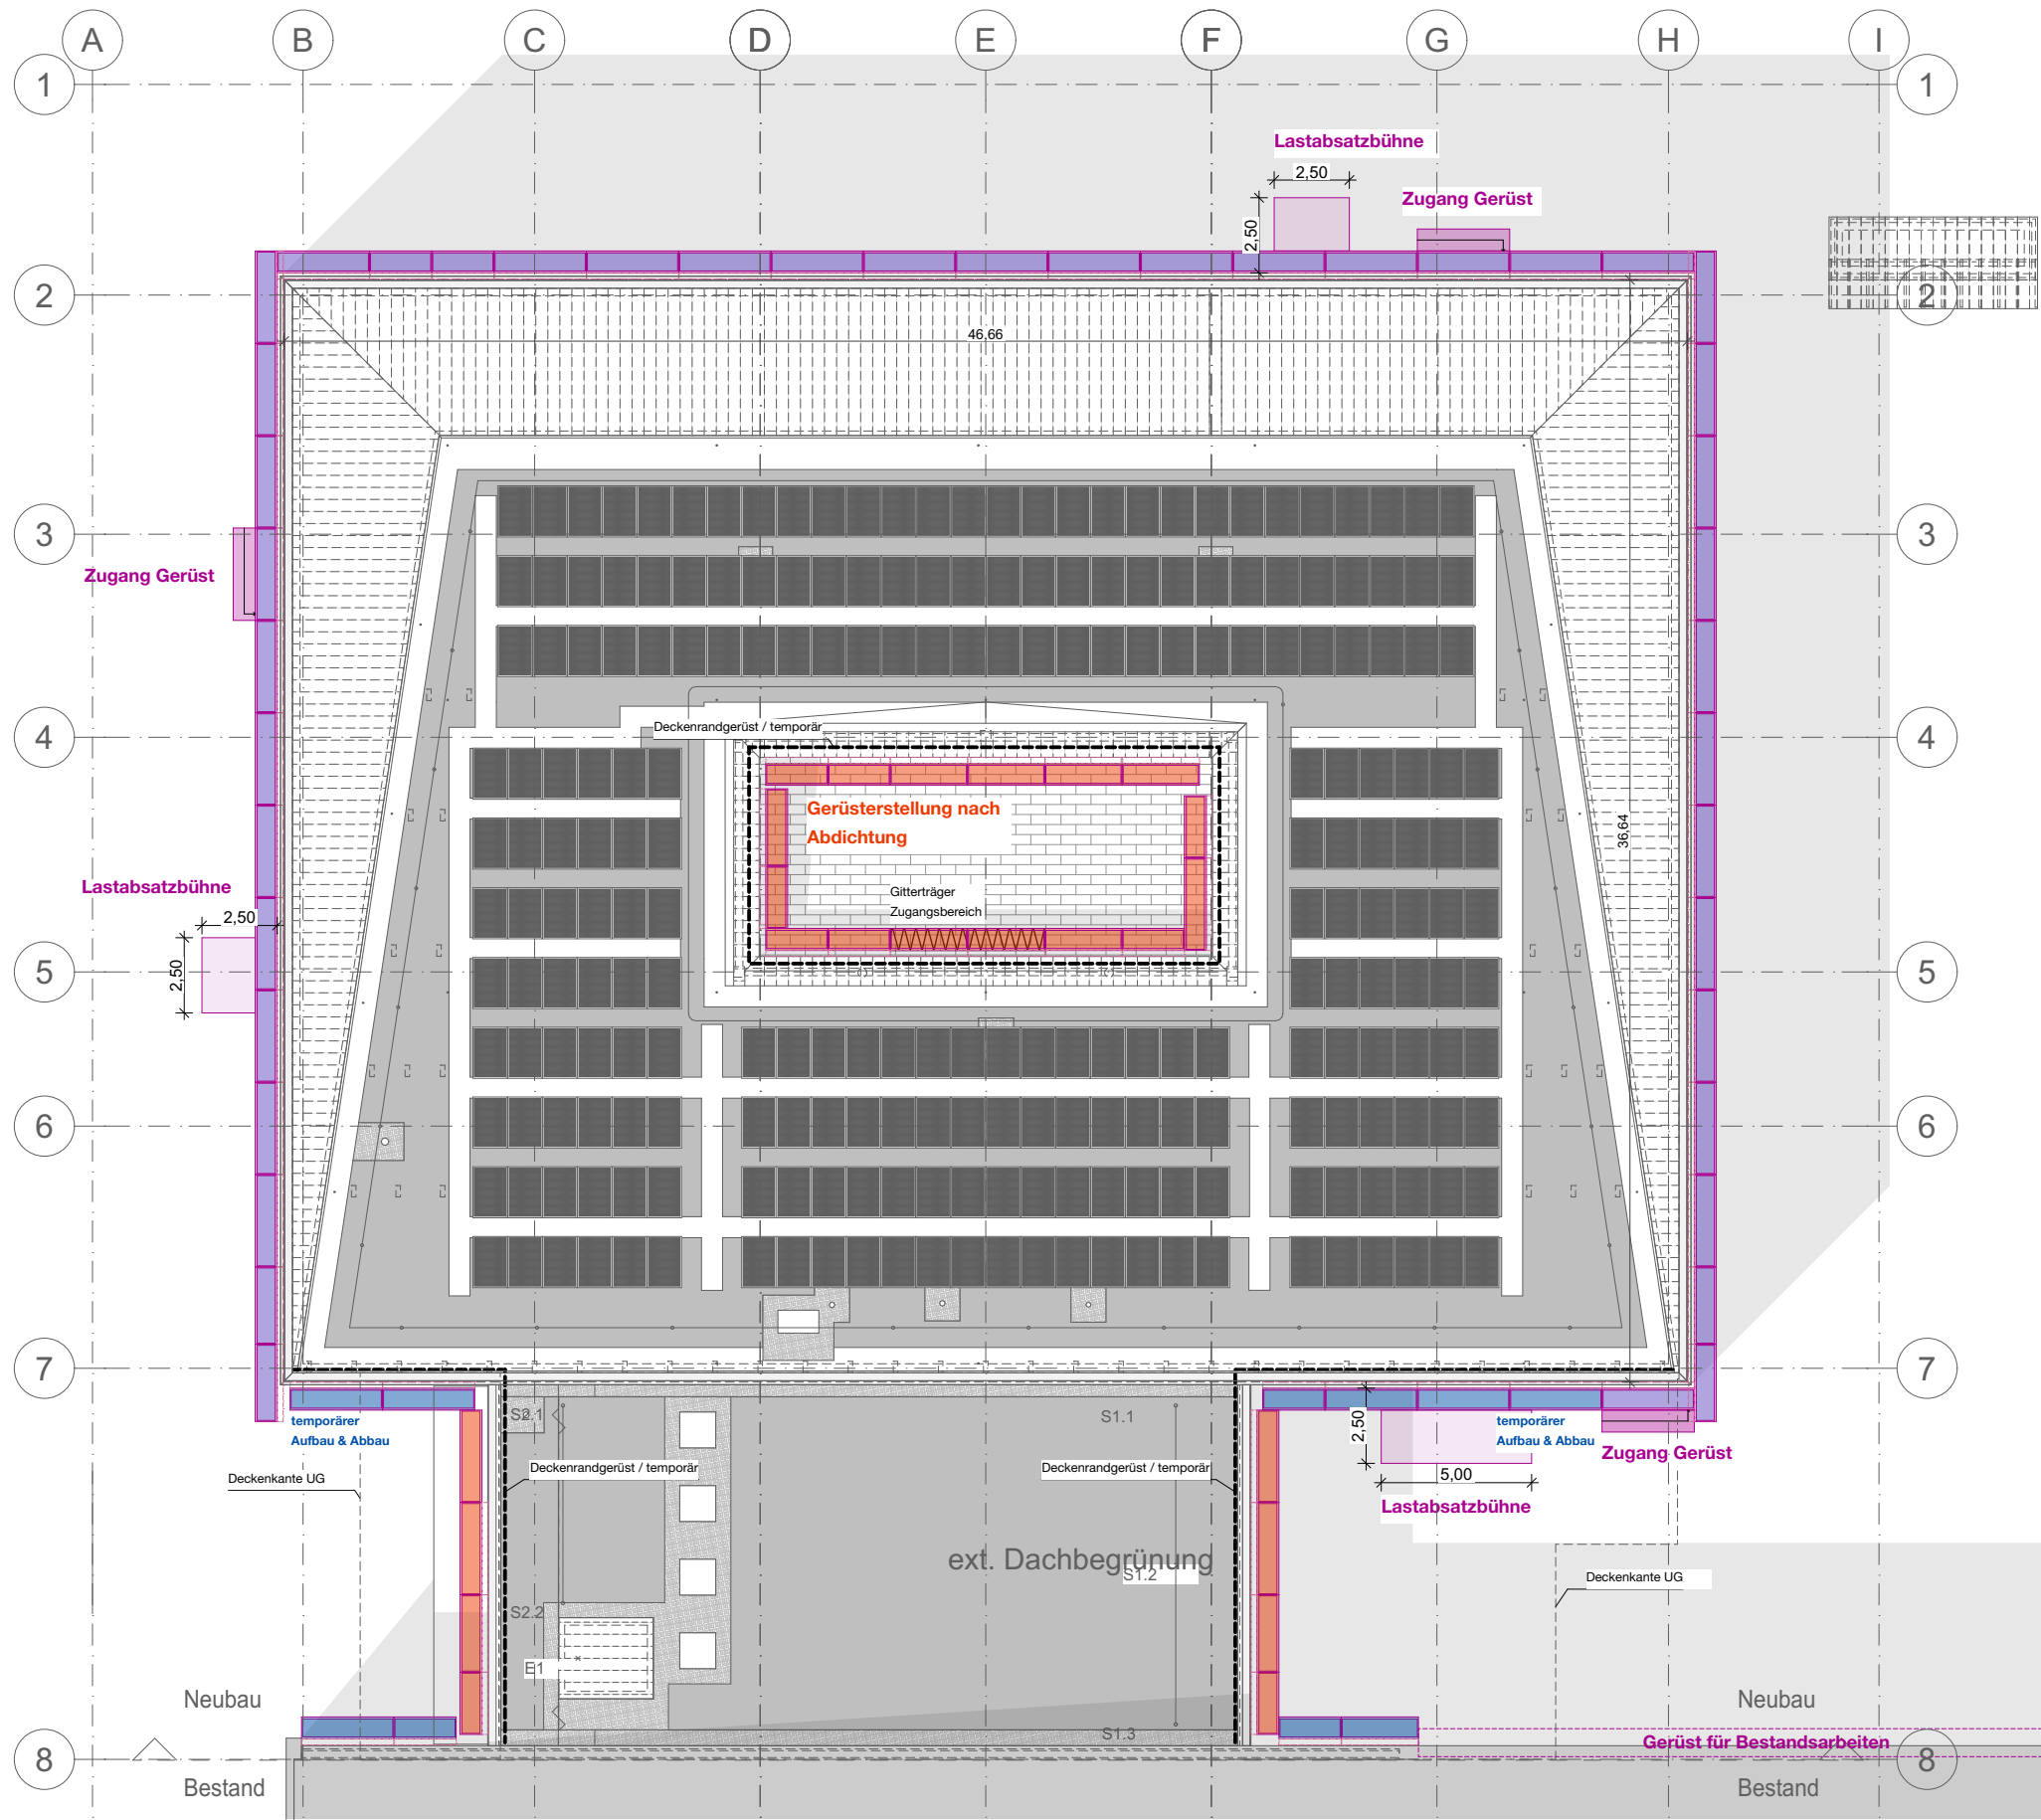 A B C D E F G H I
1 1
Lastabsatzbühne
2,50
Zugang Gerüst
2,50
2 2
46,66
3 3
Zugang Gerüst
Deckenrandgerüst / temporär
4 4
Gerüsterstellung nach
Abdichtung
36,64
Lastabsatzbühne
Gitterträger
Zugangsbereich
2,50
2,50
5 5
6 6
7 7
temporärer
Aufbau & Abbau
S2.1
S1.1
2,50
temporärer
Aufbau & Abbau
Zugang Gerüst
Deckenkante UG
Deckenrandgerüst / temporär
Deckenrandgerüst / temporär
5,00
Lastabsatzbühne
ext. Dachbegrünung
S1.2
Deckenkante UG
S2.2
E1
Neubau
Neubau
S1.3
Gerüst für Bestandsarbeiten
8 8
Bestand
Bestand